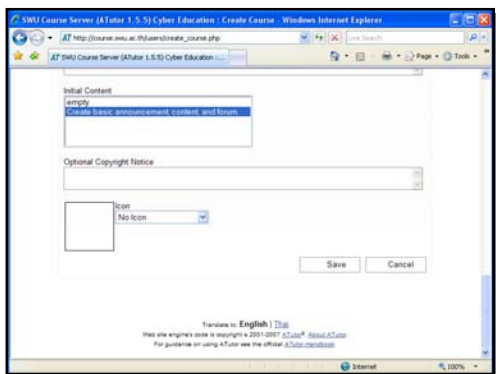 SWU Course Server (ATutor 1.5.5) Cyber Education : Create Course - Windows Internet Explorer
http://course.swu.ac.th/users/create_course.php
Live Search
AT SWU Course Server (ATutor 1.5.5) Cyber Education : ...
Page
Tools
Initial Content
empty
Create basic announcement, content, and forum
Optional Copyright Notice
Icon
No Icon
Save
Cancel
Translate to English | Thai
Web site engine's code is copyright © 2001-2007 ATutor®. About ATutor.
For guidance on using ATutor see the official ATutor Handbook.
Internet
100%